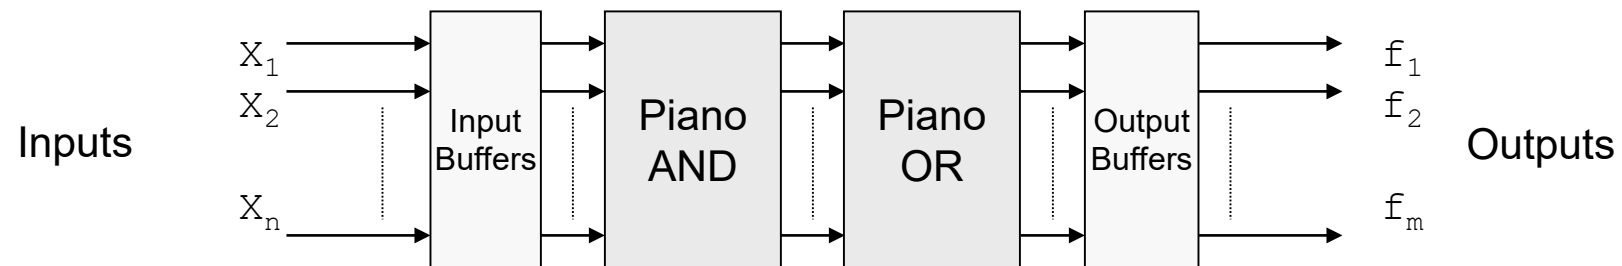 Inputs
X1
X2
Xn
Input
Buffers
Piano
AND
Piano
OR
Output
Buffers
f1
f2
fm
Outputs